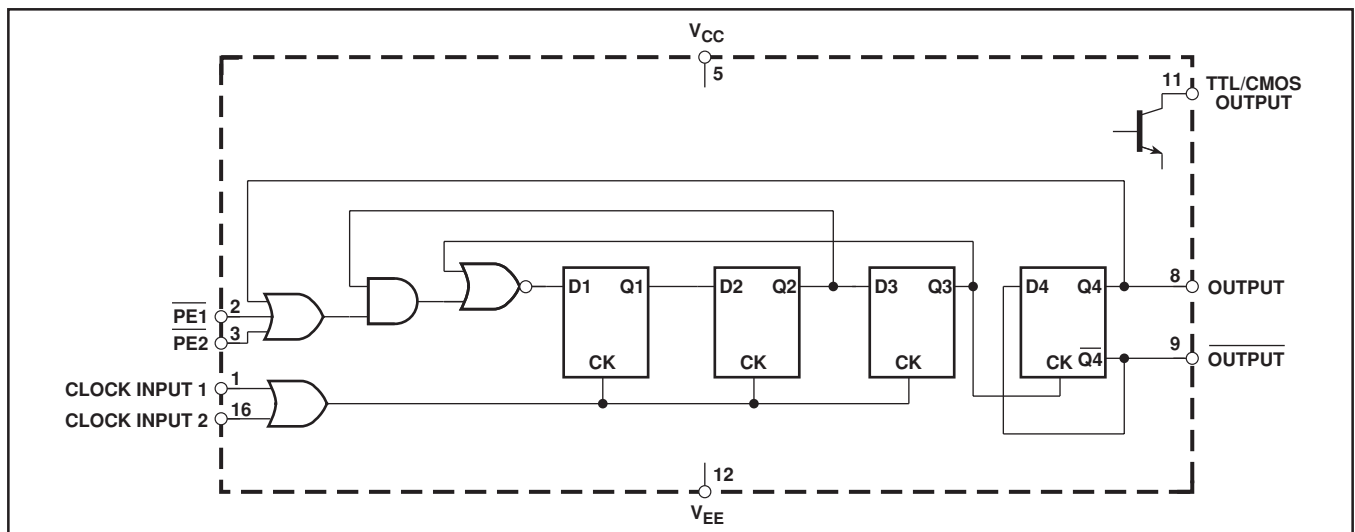 VCC
5
11
TTL/CMOS
OUTPUT
D1 Q1
D2 Q2
D3 Q3
D4 Q4
8
OUTPUT
PE1
2
PE2
3
CK
CK
CK
CK
Q4
9
OUTPUT
CLOCK INPUT 1
1
CLOCK INPUT 2
16
12
VEE